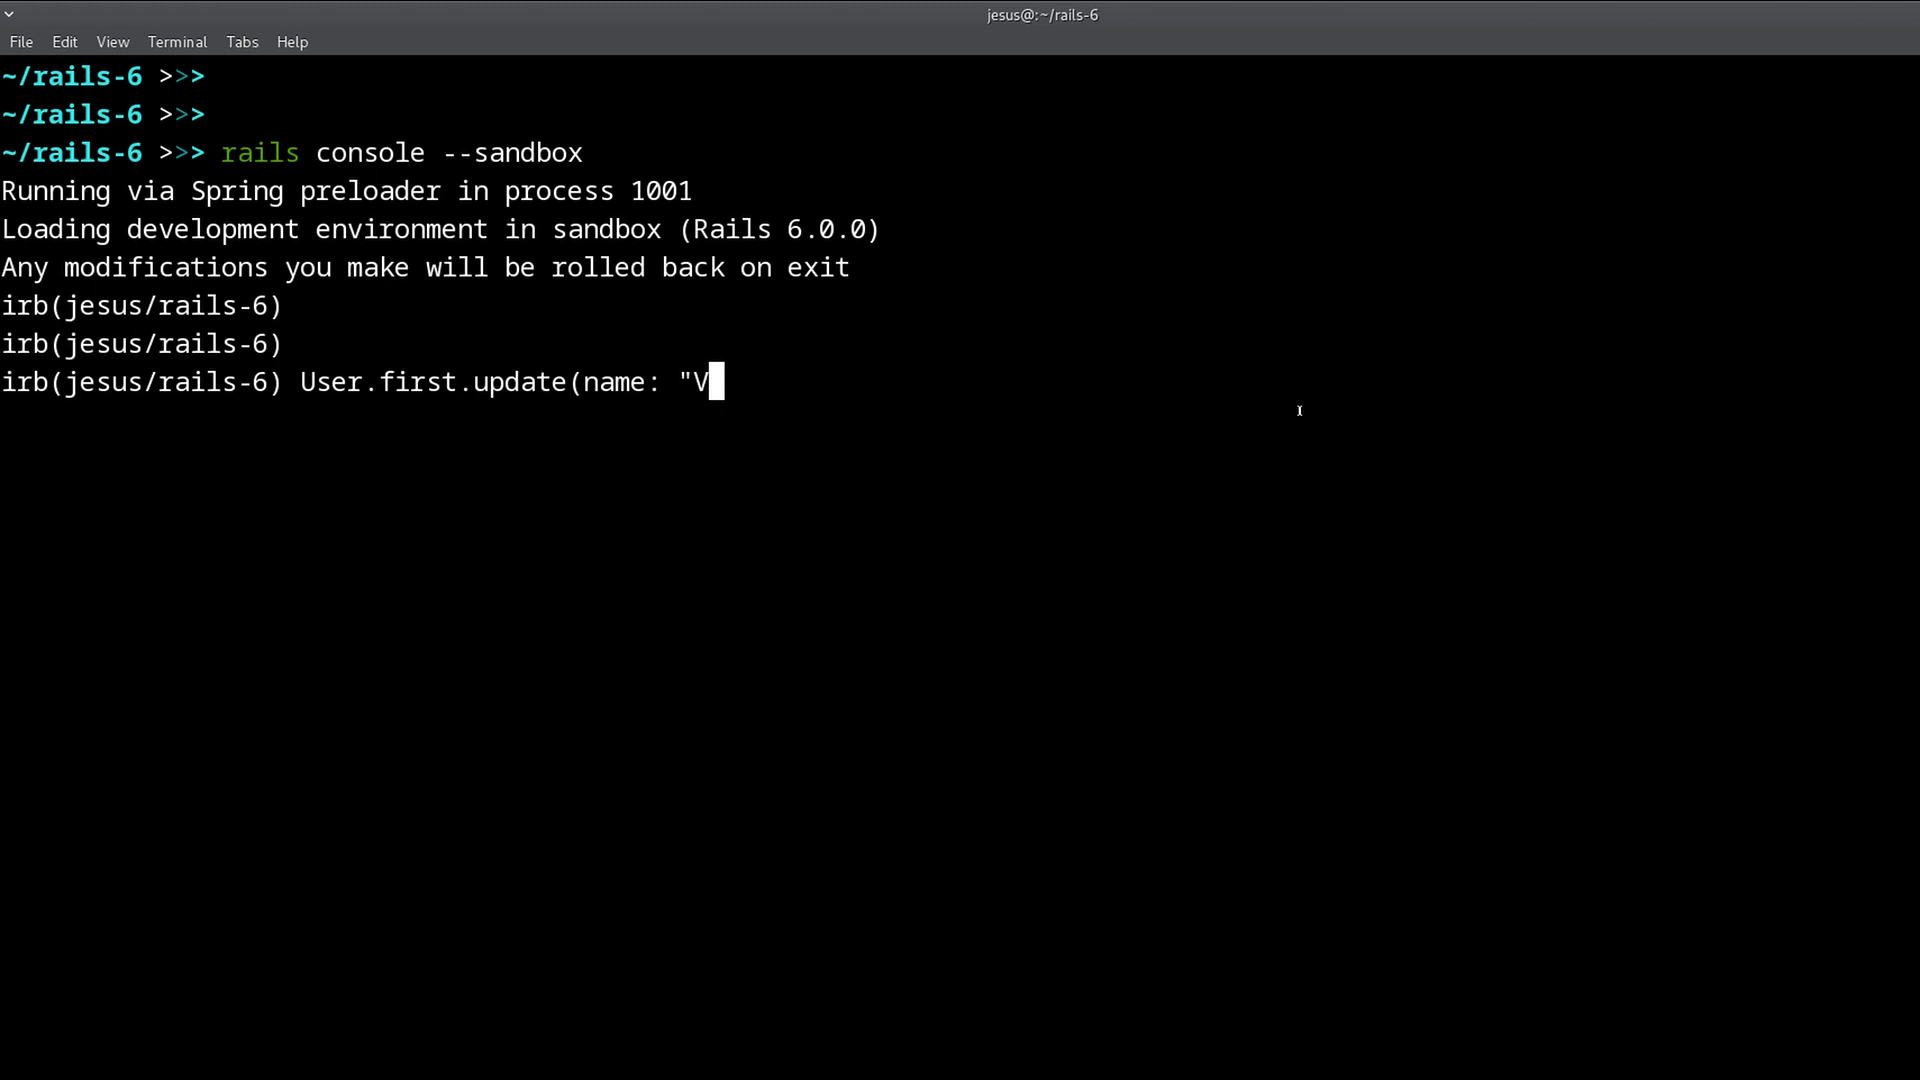 jesus@:~/rails-6
File Edit View Terminal Tabs Help
~/rails-6 >>>
~/rails-6 >>>
~/rails-6 >>> rails console --sandbox
Running via Spring preloader in process 1001
Loading development environment in sandbox (Rails 6.0.0)
Any modifications you make will be rolled back on exit
irb(jesus/rails-6)
irb(jesus/rails-6)
irb(jesus/rails-6) User.first.update(name: "V